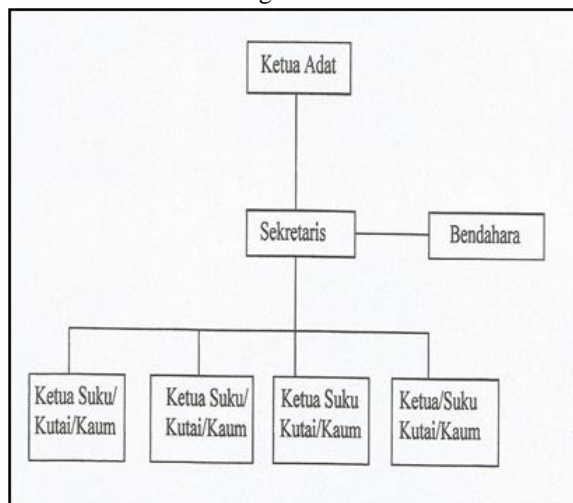 Ketua Adat
Sekretaris
Bendahara
Ketua Suku/
Kutai/Kaum
Ketua Suku/
Kutai/Kaum
Ketua Suku
Kutai/Kaum
Ketua/Suku
Kutai/Kaum